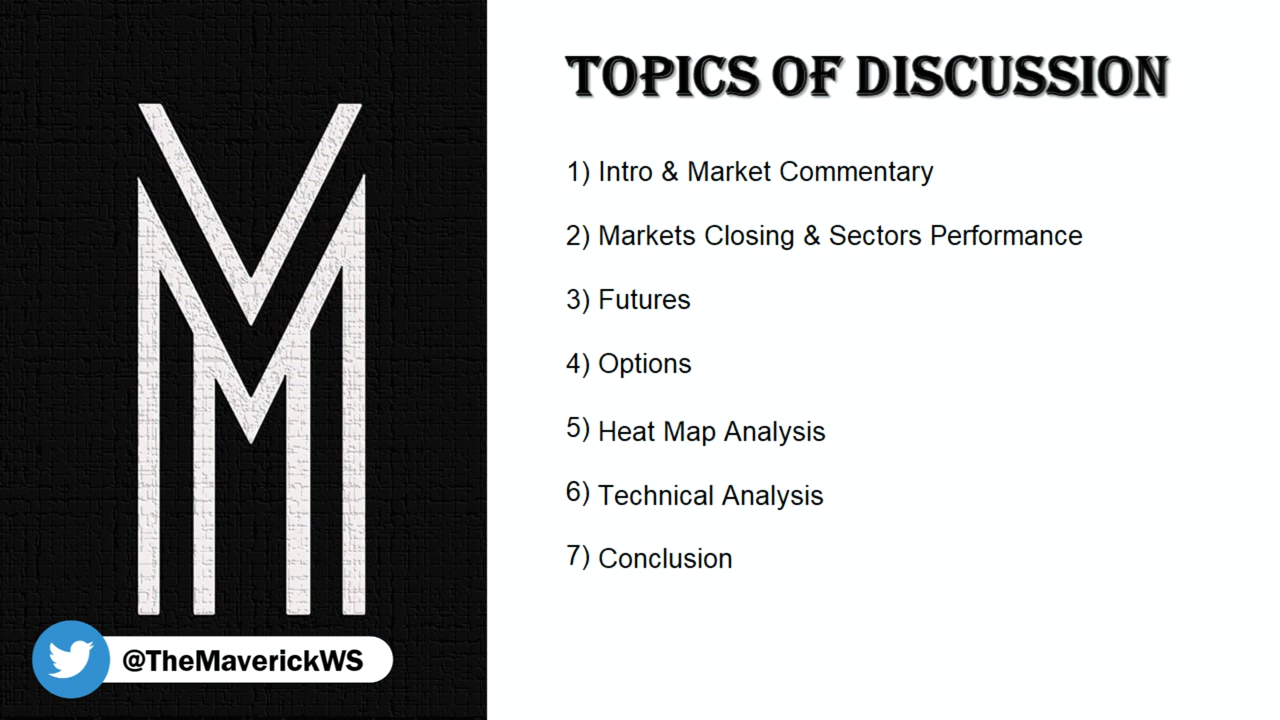 TOPICS OF DISCUSSION
1) Intro & Market Commentary
2) Markets Closing & Sectors Performance
3) Futures
4) Options
5) Heat Map Analysis
6) Technical Analysis
7) Conclusion
@TheMaverickWS